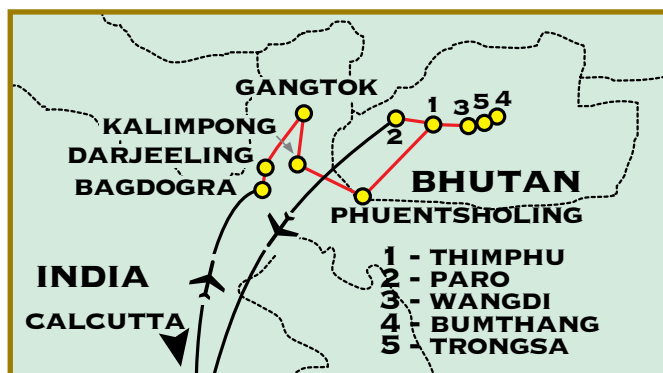 GANGTOK
KALIMPONG
DARJEELING
BAGDOGRA
1
2
3 5 4
BHUTAN
PHUENTSHOLING
INDIA
CALCUTTA
1 - THIMPHU
2 - PARO
3 - WANGDI
4 - BUMTHANG
5 - TRONGSA